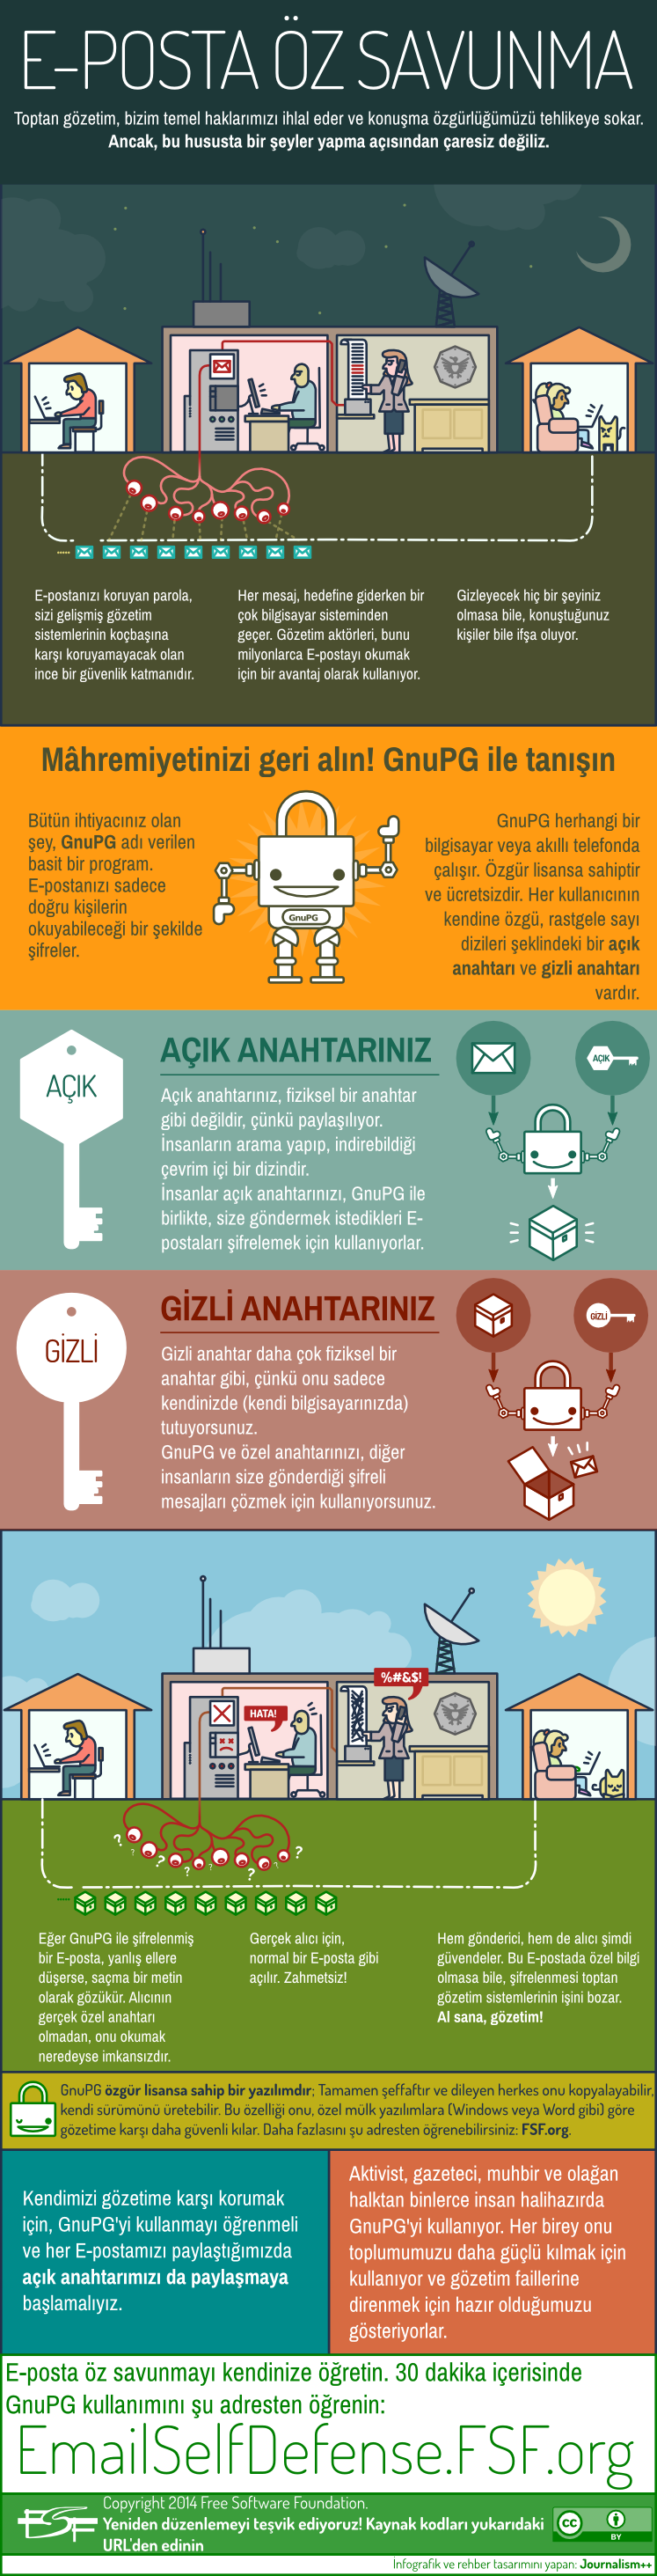 E-POSTA ÖZ SAVUNMA
Toptan gözetim, bizim temel haklarımızı ihlal eder ve konuşma özgürlüğümüzü tehlikeye sokar.
Ancak, bu hususta bir şeyler yapma açısından çaresiz değiliz.
E-postanızı koruyan parola,
sizi gelişmiş gözetim
sistemlerinin koçbaşına
karşı koruyamayacak olan
ince bir güvenlik katmanıdır.
Her mesaj, hedefine giderken bir
çok bilgisayar sisteminden
geçer. Gözetim aktörleri, bunu
milyonlarca E-postayı okumak
için bir avantaj olarak kullanıyor.
Gizleyecek hiç bir şeyiniz
olmasa bile, konuştuğunuz
kişiler bile ifşa oluyor.
Mâhremiyetinizi geri alın! GnuPG ile tanışın
Bütün ihtiyacınız olan
şey, GnuPG adı verilen
basit bir program.
E-postanızı sadece
doğru kişilerin
okuyabileceği bir şekilde
şifreler.
GnuPG
GnuPG herhangi bir
bilgisayar veya akıllı telefonda
çalışır. Özgür lisansa sahiptir
ve ücretsizdir. Her kullanıcının
kendine özgü, rastgele sayı
dizileri şeklindeki bir açık
anahtarı ve gizli anahtarı
vardır.
AÇIK
AÇIK ANAHTARINIZ
Açık anahtarınız, fiziksel bir anahtar
gibi değildir, çünkü paylaşılıyor.
İnsanların arama yapıp, indirebildiği
çevrim içi bir dizindir.
İnsanlar açık anahtarınızı, GnuPG ile
birlikte, size göndermek istedikleri E-
postaları şifrelemek için kullanıyorlar.
AÇIK
GİZLİ
GİZLİ ANAHTARINIZ
Gizli anahtar daha çok fiziksel bir
anahtar gibi, çünkü onu sadece
kendinizde (kendi bilgisayarınızda)
tutuyorsunuz.
GnuPG ve özel anahtarınızı, diğer
insanların size gönderdiği şifreli
mesajları çözmek için kullanıyorsunuz.
GİZLİ
%#&$!
HATA!
? ? ? ? ? ? ? ?
Eğer GnuPG ile şifrelenmiş
bir E-posta, yanlış ellere
düşerse, saçma bir metin
olarak gözükür. Alıcının
gerçek özel anahtarı
olmadan, onu okumak
neredeyse imkansızdır.
Gerçek alıcı için,
normal bir E-posta gibi
açılır. Zahmetsiz!
Hem gönderici, hem de alıcı şimdi
güvendeler. Bu E-postada özel bilgi
olmasa bile, şifrelenmesi toptan
gözetim sistemlerinin işini bozar.
Al sana, gözetim!
GnuPG özgür lisansa sahip bir yazılımdır; Tamamen şeffaftır ve dileyen herkes onu kopyalayabilir,
kendi sürümünü üretebilir. Bu özelliği onu, özel mülk yazılımlara (Windows veya Word gibi) göre
gözetime karşı daha güvenli kılar. Daha fazlasını şu adresten öğrenebilirsiniz: FSF.org.
Kendimizi gözetime karşı korumak
için, GnuPG'yi kullanmayı öğrenmeli
ve her E-postamızı paylaştığımızda
açık anahtarımızı da paylaşmaya
başlamalıyız.
Aktivist, gazeteci, muhbir ve olağan
halktan binlerce insan halihazırda
GnuPG'yi kullanıyor. Her birey onu
toplumumuzu daha güçlü kılmak için
kullanıyor ve gözetim faillerine
direnmek için hazır olduğumuzu
gösteriyorlar.
E-posta öz savunmayı kendinize öğretin. 30 dakika içerisinde
GnuPG kullanımını şu adresten öğrenin:
EmailSelfDefense.FSF.org
FSF
Copyright 2014 Free Software Foundation.
Yeniden düzenlemeyi teşvik ediyoruz! Kaynak kodları yukarıdaki
URL'den edinin
cc
BY
İnfografik ve rehber tasarımını yapan: Journalism++